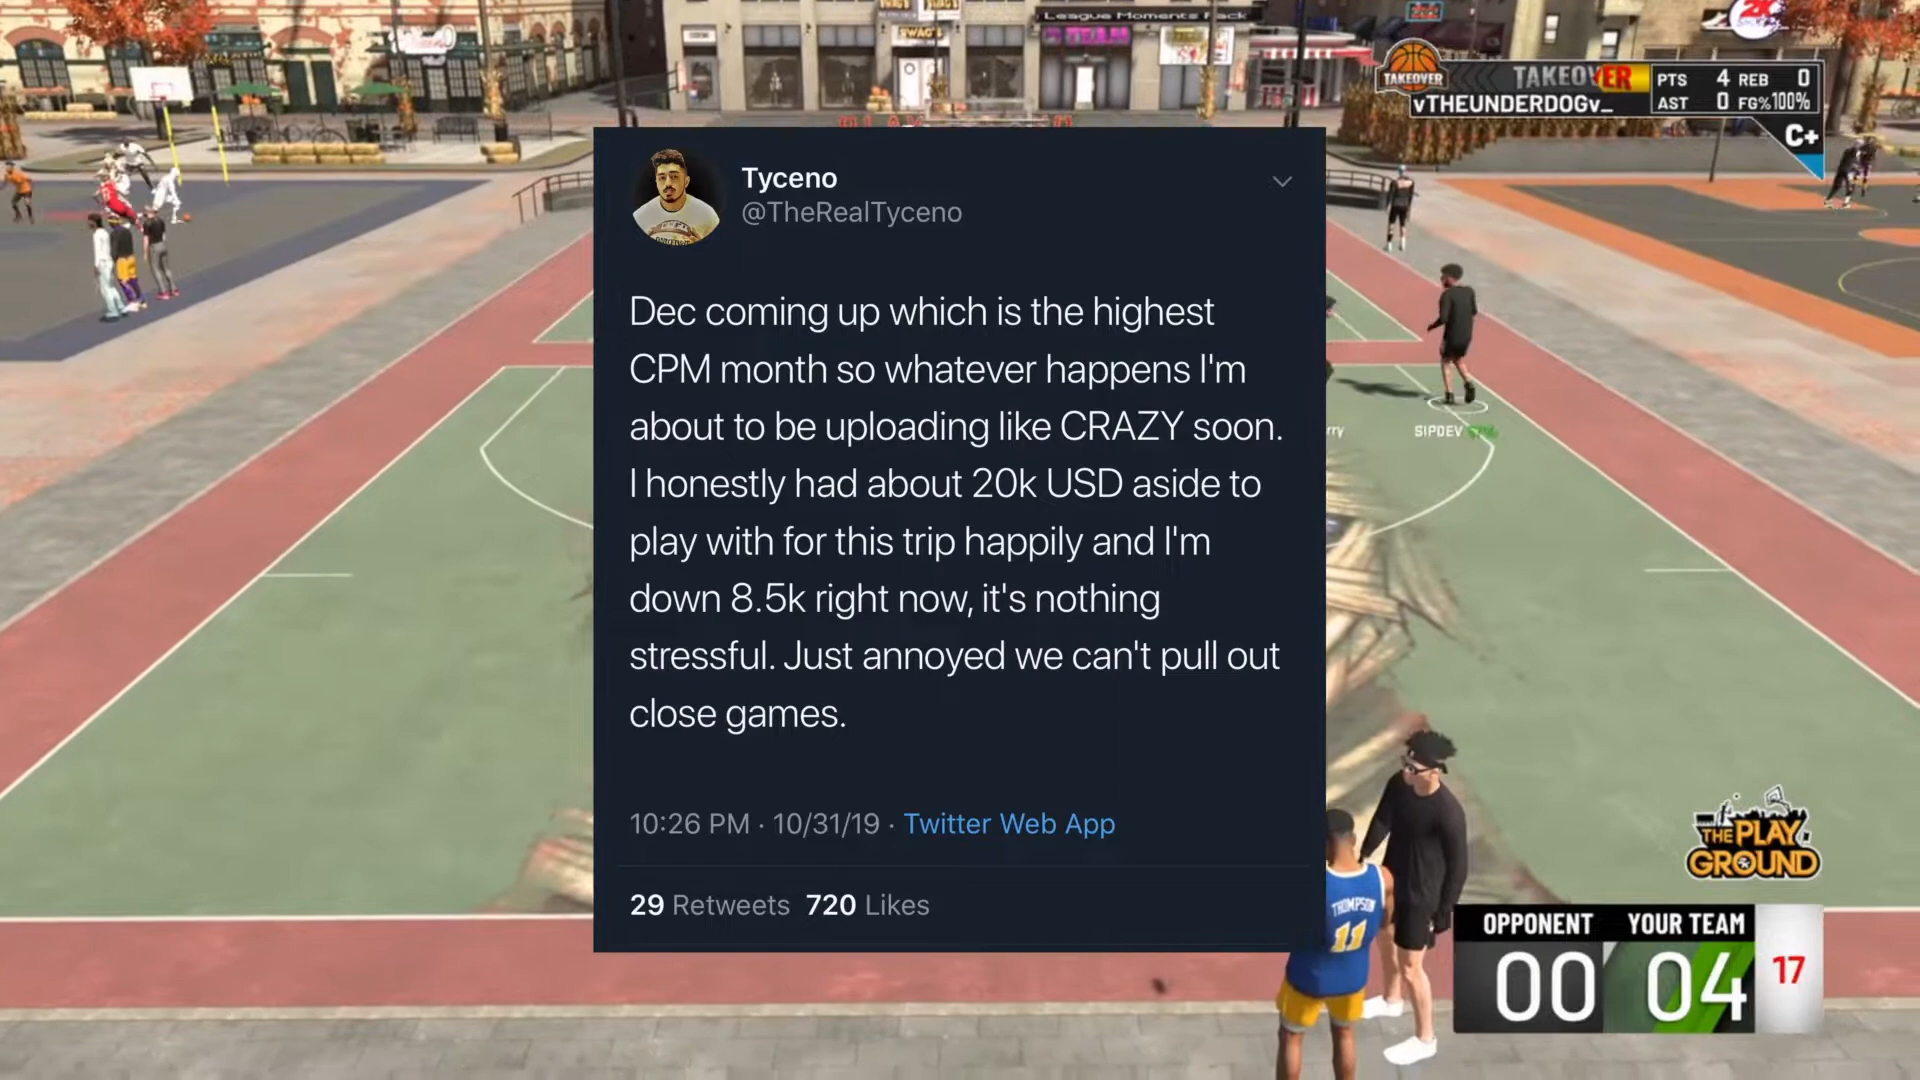 SWAG'S
League Moments Pack
TAKEOVER
TAKEOVER
vTHEUNDERDOGv_
PTS 4 REB 0
AST 0 FG% 100%
C+
Tyceno
@TheRealTyceno
Dec coming up which is the highest
CPM month so whatever happens I'm
about to be uploading like CRAZY soon.
I honestly had about 20k USD aside to
play with for this trip happily and I'm
down 8.5k right now, it's nothing
stressful. Just annoyed we can't pull out
close games.
10:26 PM · 10/31/19 · Twitter Web App
29 Retweets 720 Likes
SIPDEV
THE PLAY
GROUND
THOMPSON
11
OPPONENT YOUR TEAM
00 04 17